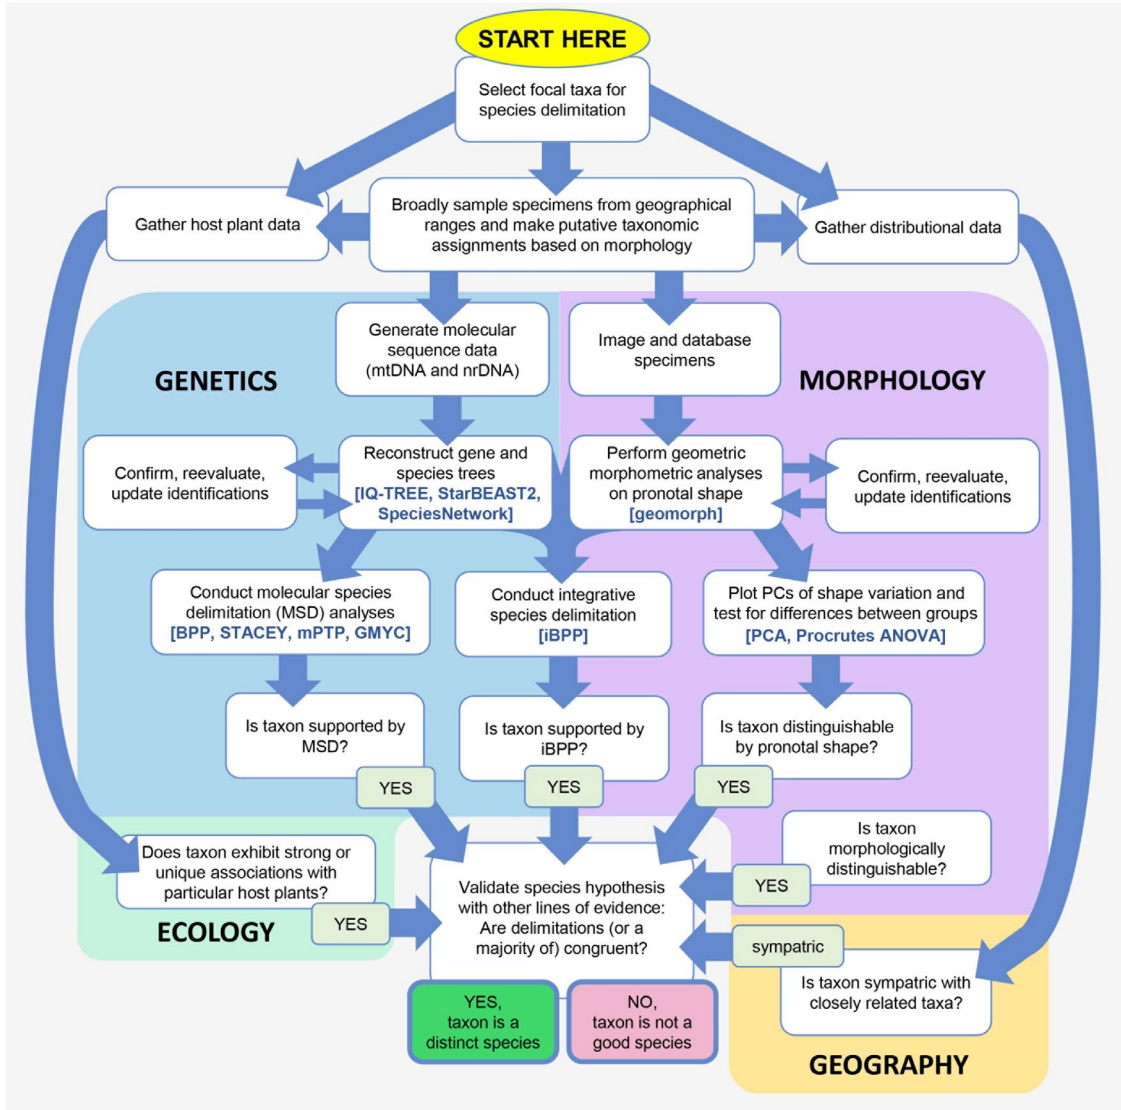 START HERE
Select focal taxa for
species delimitation
Gather host plant data
Broadly sample specimens from geographical
ranges and make putative taxonomic
assignments based on morphology
Gather distributional data
GENETICS
Generate molecular
sequence data
(mtDNA and nrDNA)
Image and database
specimens
MORPHOLOGY
Confirm, reevaluate,
update identifications
Reconstruct gene and
species trees
[IQ-TREE, StarBEAST2,
SpeciesNetwork]
Perform geometric
morphometric analyses
on pronotal shape
[geomorph]
Confirm, reevaluate,
update identifications
Conduct molecular species
delimitation (MSD) analyses
[BPP, STACEY, mPTP, GMYC]
Conduct integrative
species delimitation
[iBPP]
Plot PCs of shape variation and
test for differences between groups
[PCA, Procrutes ANOVA]
Is taxon supported by
MSD?
YES
Is taxon supported by
iBPP?
YES
Is taxon distinguishable
by pronotal shape?
YES
Does taxon exhibit strong or
unique associations with
particular host plants?
YES
ECOLOGY
Validate species hypothesis
with other lines of evidence:
Are delimitations (or a
majority of) congruent?
Is taxon
morphologically
distinguishable?
YES
sympatric
Is taxon sympatric with
closely related taxa?
GEOGRAPHY
YES,
taxon is a
distinct species
NO,
taxon is not a
good species